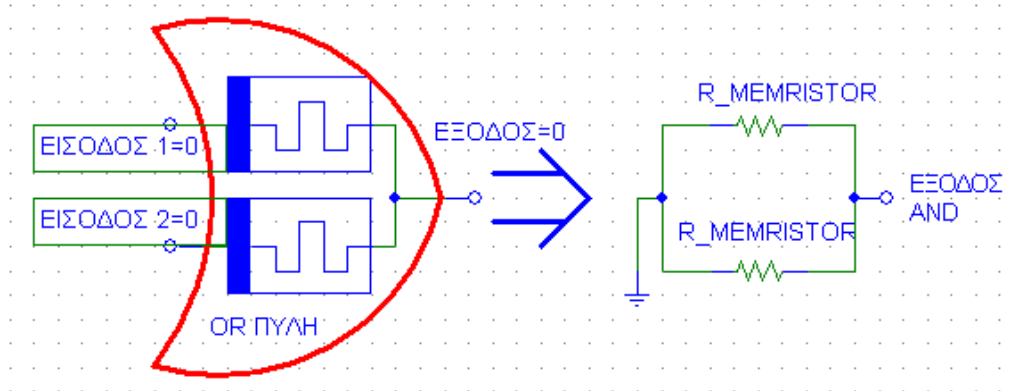 ΕΙΣΟΔΟΣ 1=0
ΕΙΣΟΔΟΣ 2=0
OR ΠΥΛΗ
ΕΞΟΔΟΣ=0
R_MEMRISTOR
R_MEMRISTOR
ΕΞΟΔΟΣ
AND